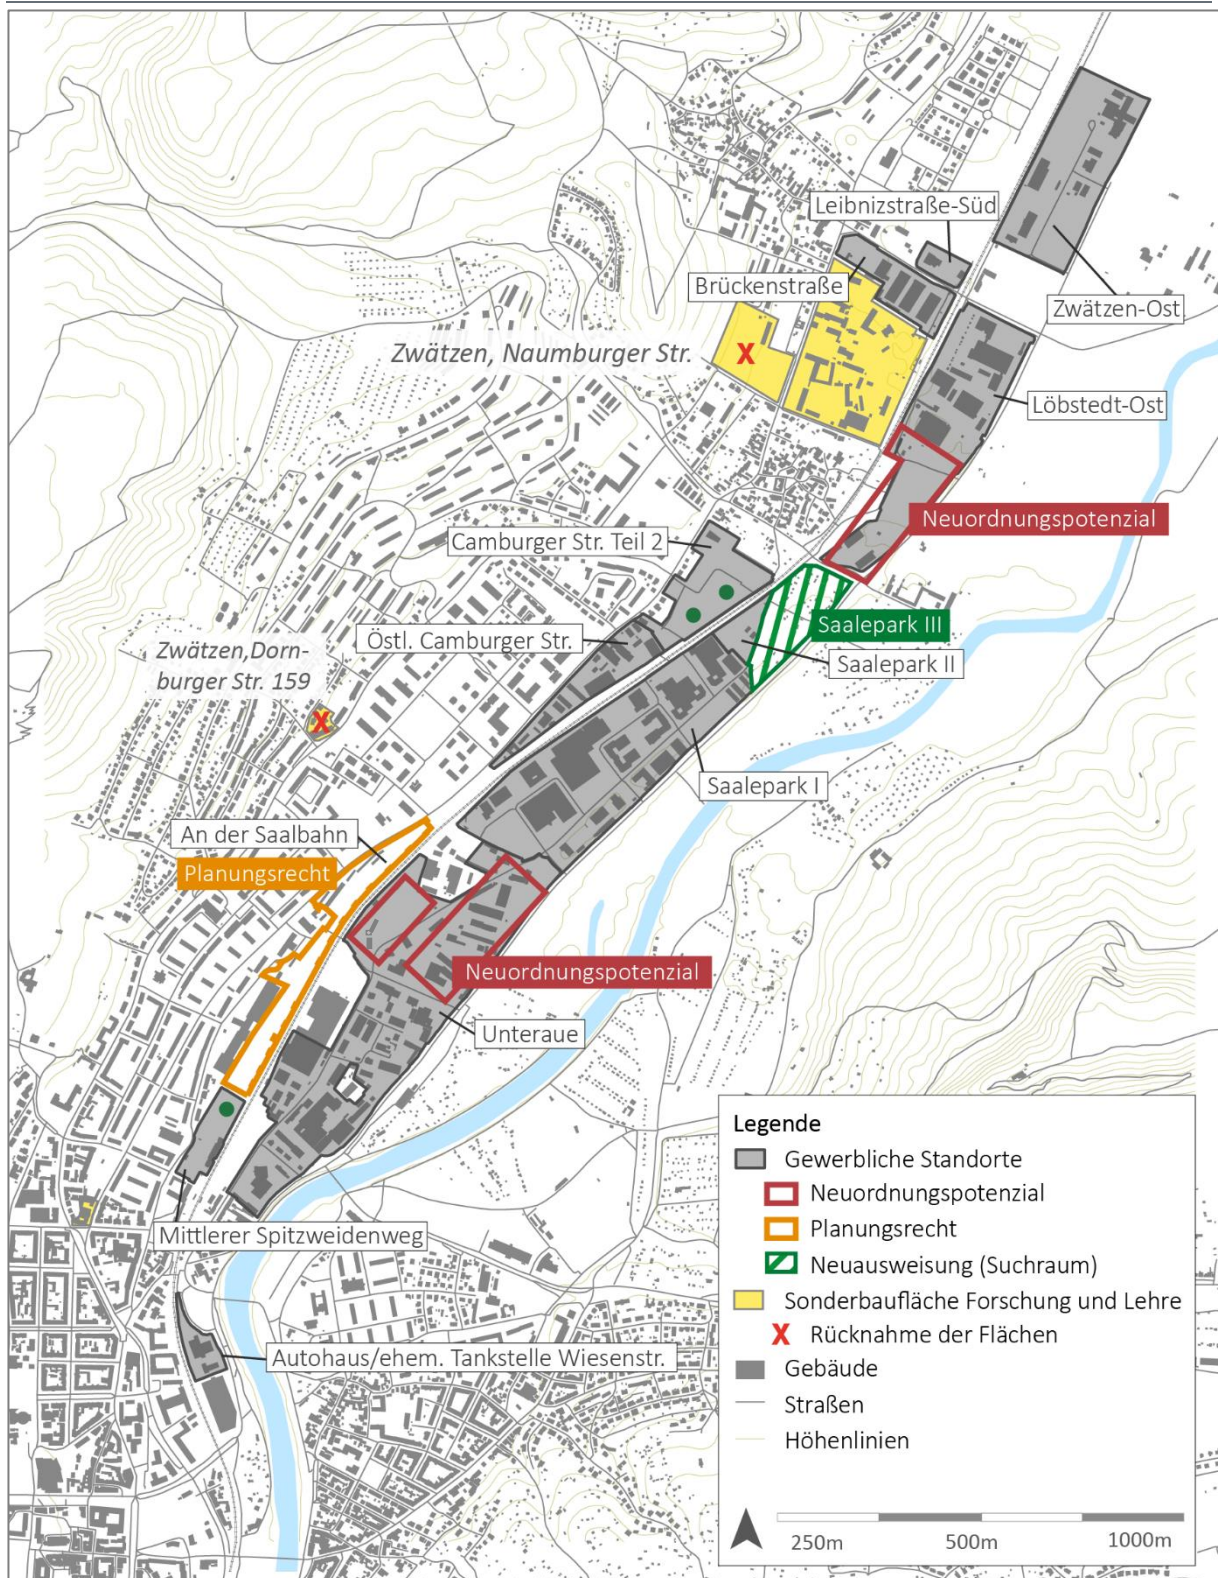 Leibnizstraße-Süd
Brückenstraße
Zwätzen-Ost
Zwätzen, Naumburger Str.
X
Löbstedt-Ost
Neuordnungspotenzial
Camburger Str. Teil 2
Saalepark III
Östl. Camburger Str.
Zwätzen,Dorn-
burger Str. 159
Saalepark II
X
Saalepark I
An der Saalbahn
Planungsrecht
Neuordnungspotenzial
Unteraue
Mittlerer Spitzweidenweg
Autohaus/ehem. Tankstelle Wiesenstr.
Legende
Gewerbliche Standorte
Neuordnungspotenzial
Planungsrecht
Neuausweisung (Suchraum)
Sonderbaufläche Forschung und Lehre
X Rücknahme der Flächen
Gebäude
Straßen
Höhenlinien
250m 500m 1000m